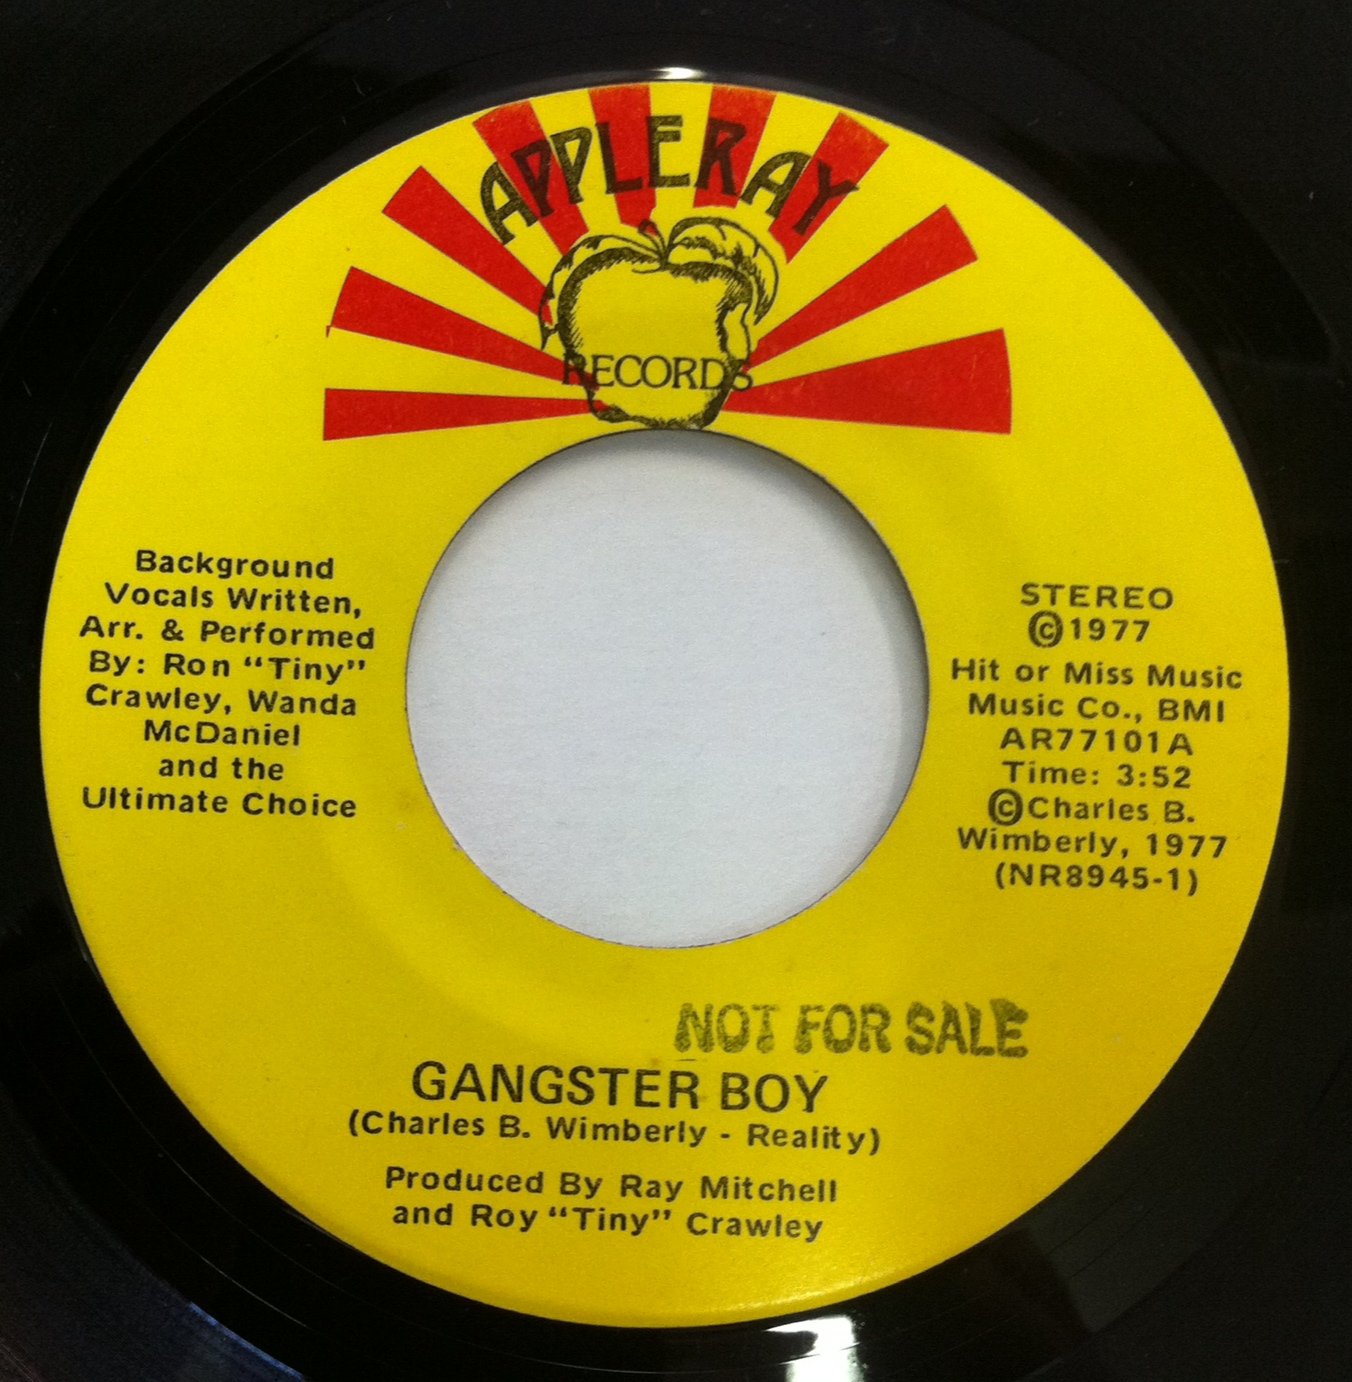 APPLERAY
RECORDS
Background
Vocals Written,
Arr. & Performed
By: Ron "Tiny"
Crawley, Wanda
McDaniel
and the
Ultimate Choice
STEREO
©1977
Hit or Miss Music
Music Co., BMI
AR77101A
Time: 3:52
©Charles B.
Wimberly, 1977
(NR8945-1)
NOT FOR SALE
GANGSTER BOY
(Charles B. Wimberly - Reality)
Produced By Ray Mitchell
and Roy "Tiny" Crawley